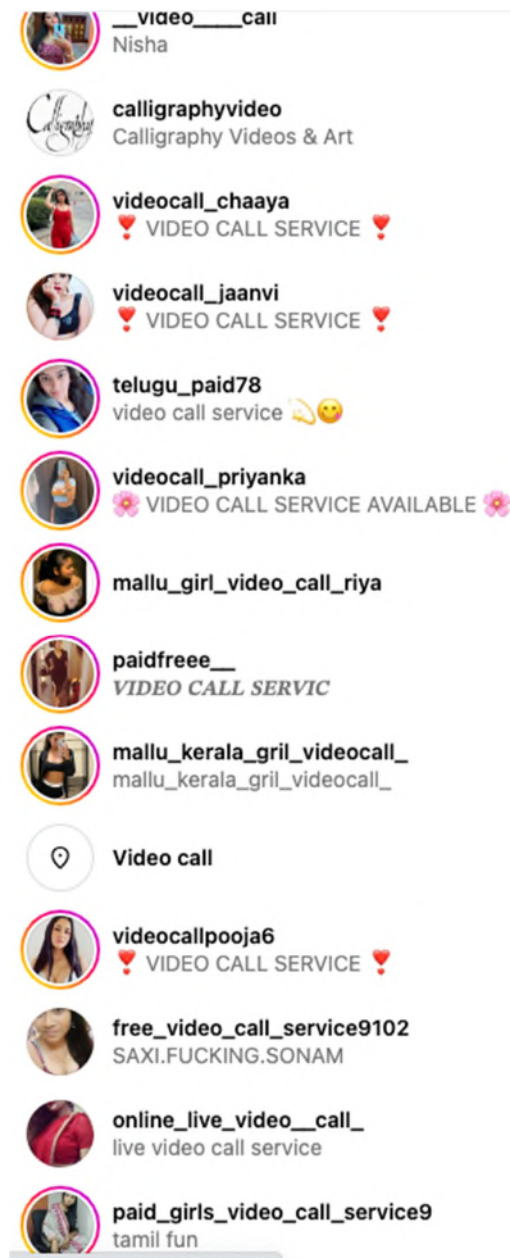 __video____call
Nisha
Calligraphy
calligraphyvideo
Calligraphy Videos & Art
videocall_chaaya
❣️ VIDEO CALL SERVICE ❣️
videocall_jaanvi
❣️ VIDEO CALL SERVICE ❣️
telugu_paid78
video call service 💫😋
videocall_priyanka
🌸 VIDEO CALL SERVICE AVAILABLE 🌸
mallu_girl_video_call_riya
paidfreee__
VIDEO CALL SERVIC
mallu_kerala_gril_videocall_
mallu_kerala_gril_videocall_
Video call
videocallpooja6
❣️ VIDEO CALL SERVICE ❣️
free_video_call_service9102
SAXI.FUCKING.SONAM
online_live_video__call_
live video call service
paid_girls_video_call_service9
tamil fun